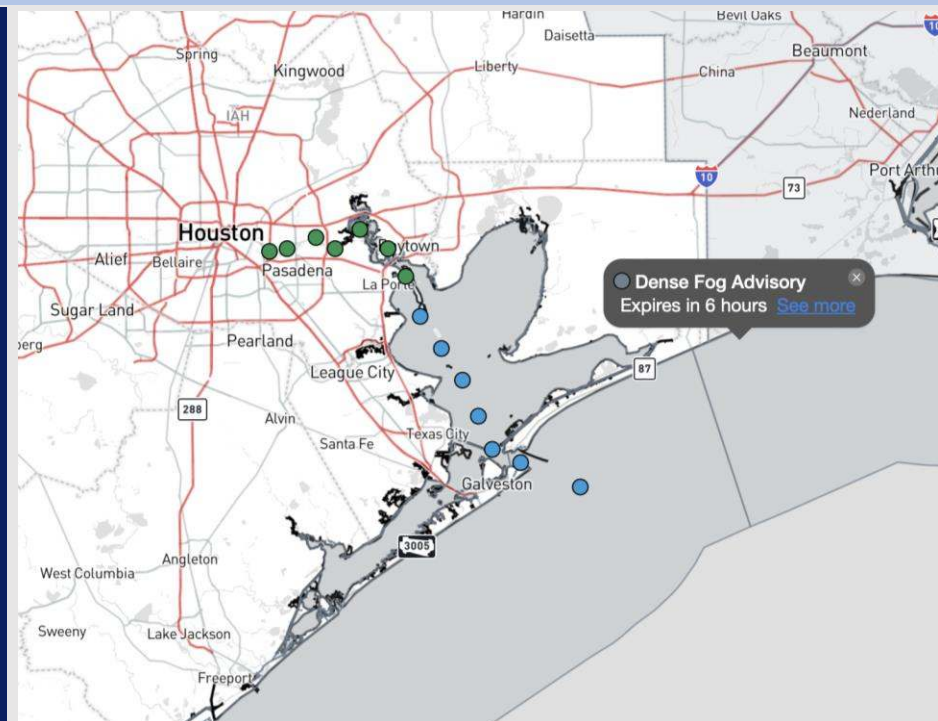 Hardin
Bevil Oaks
10
Daisetta
Spring
Beaumont
Kingwood
Liberty
China
IAH
Nederland
10
73
Port Arthu
Houston
Alief
Bellaire
Baytown
Pasadena
La Porte
Dense Fog Advisory
Expires in 6 hours See more
Sugar Land
Pearland
berg
League City
87
288
Alvin
Texas City
Santa Fe
Galveston
3005
Angleton
West Columbia
Sweeny
Lake Jackson
Freeport